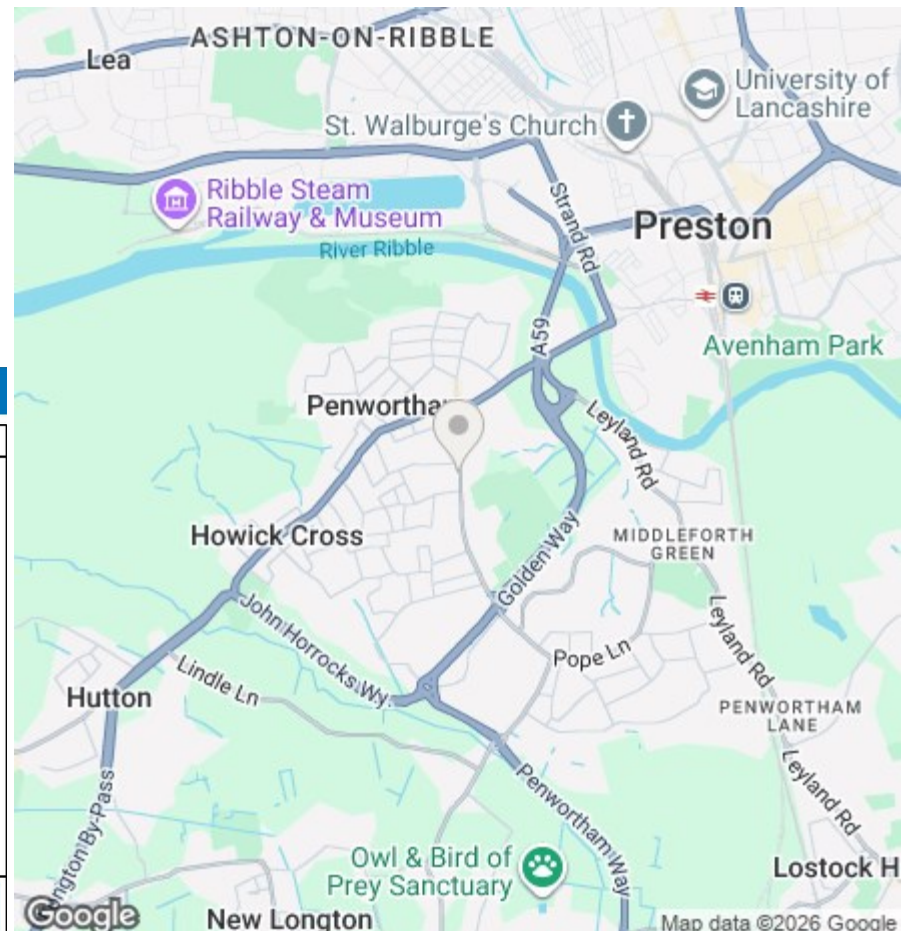 ASHTON-ON-RIBBLE
Lea
University of
Lancashire
St. Walburge's Church
Ribble Steam
Railway & Museum
Strand Rd
Preston
River Ribble
A59
Avenham Park
Leyland Rd
Howick Cross
MIDDLEFORTH
GREEN
Golden Way
John Horrocks Wy.
Leyland Rd
Pope Ln
Lindle Ln
Hutton
PENWORTHAM
LANE
Leyland Rd
Penwortham Way
By-Pass
Owl & Bird of
Prey Sanctuary
Lostock H
Google
New Longton
Map data ©2026 Google